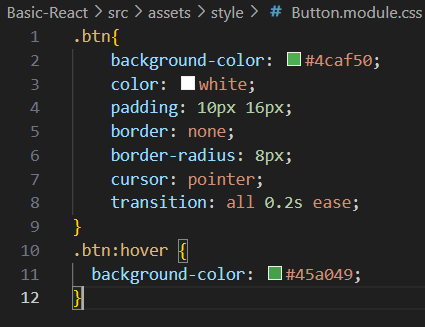 Basic-React > src > assets > style > # Button.module.css
1 .btn{
2     background-color: #4caf50;
3     color: white;
4     padding: 10px 16px;
5     border: none;
6     border-radius: 8px;
7     cursor: pointer;
8     transition: all 0.2s ease;
9 }
10 .btn:hover {
11   background-color: #45a049;
12 }